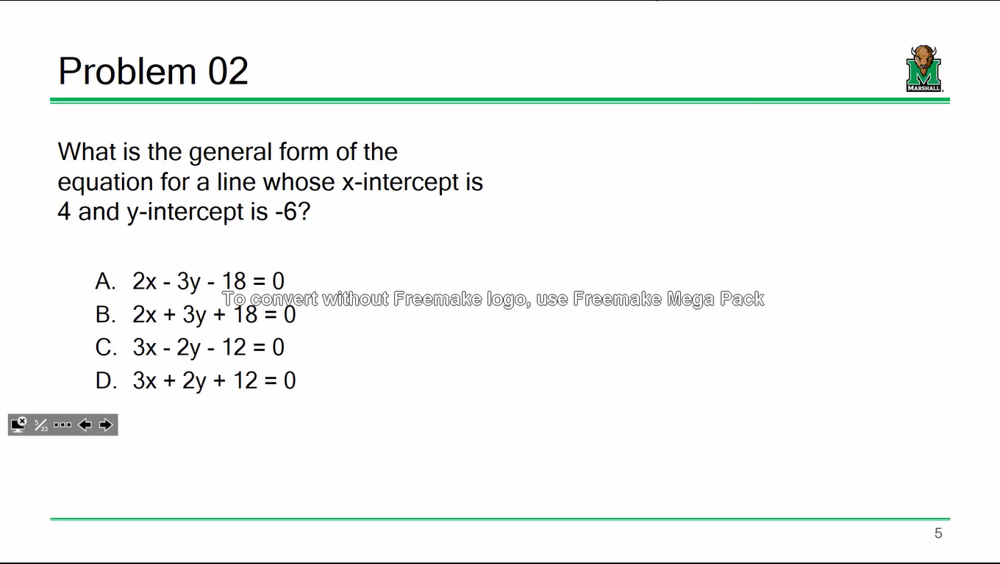 Problem 02
MARSHALL
What is the general form of the
equation for a line whose x-intercept is
4 and y-intercept is -6?
A. 2x - 3y - 18 = 0
To convert without Freemake logo, use Freemake Mega Pack
B. 2x + 3y + 18 = 0
C. 3x - 2y - 12 = 0
D. 3x + 2y + 12 = 0
5/23
5